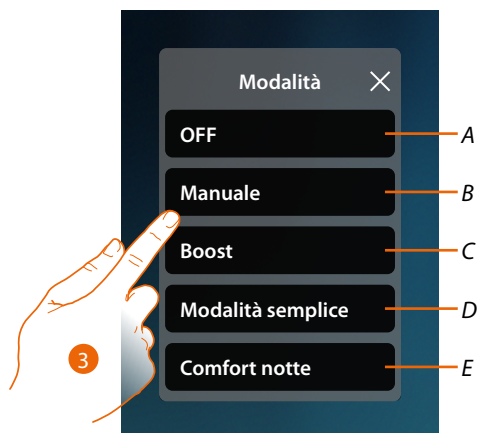 Modalità
OFF
A
Manuale
B
Boost
C
Modalità semplice
D
Comfort notte
E
3